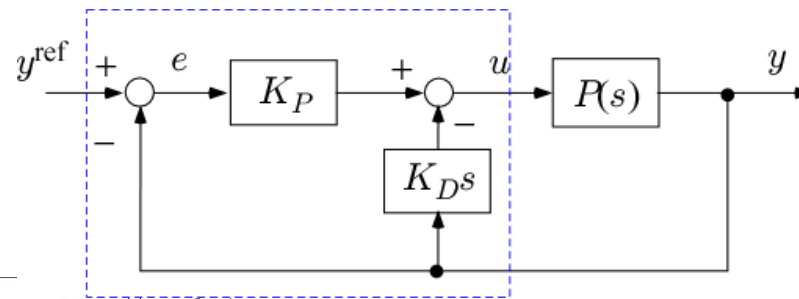 y^ref + − e K_P + − u P(s) y
K_D s